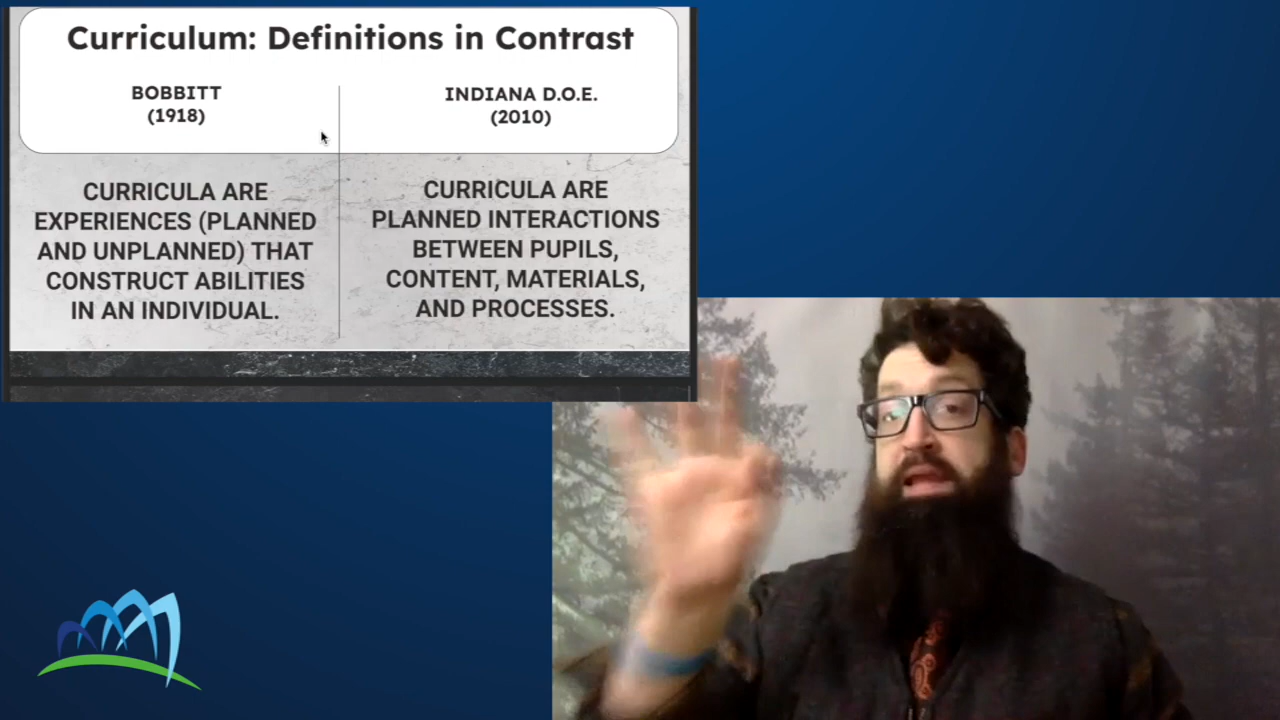 Curriculum: Definitions in Contrast
BOBBITT
(1918)
CURRICULA ARE
EXPERIENCES (PLANNED
AND UNPLANNED) THAT
CONSTRUCT ABILITIES
IN AN INDIVIDUAL.
INDIANA D.O.E.
(2010)
CURRICULA ARE
PLANNED INTERACTIONS
BETWEEN PUPILS,
CONTENT, MATERIALS,
AND PROCESSES.